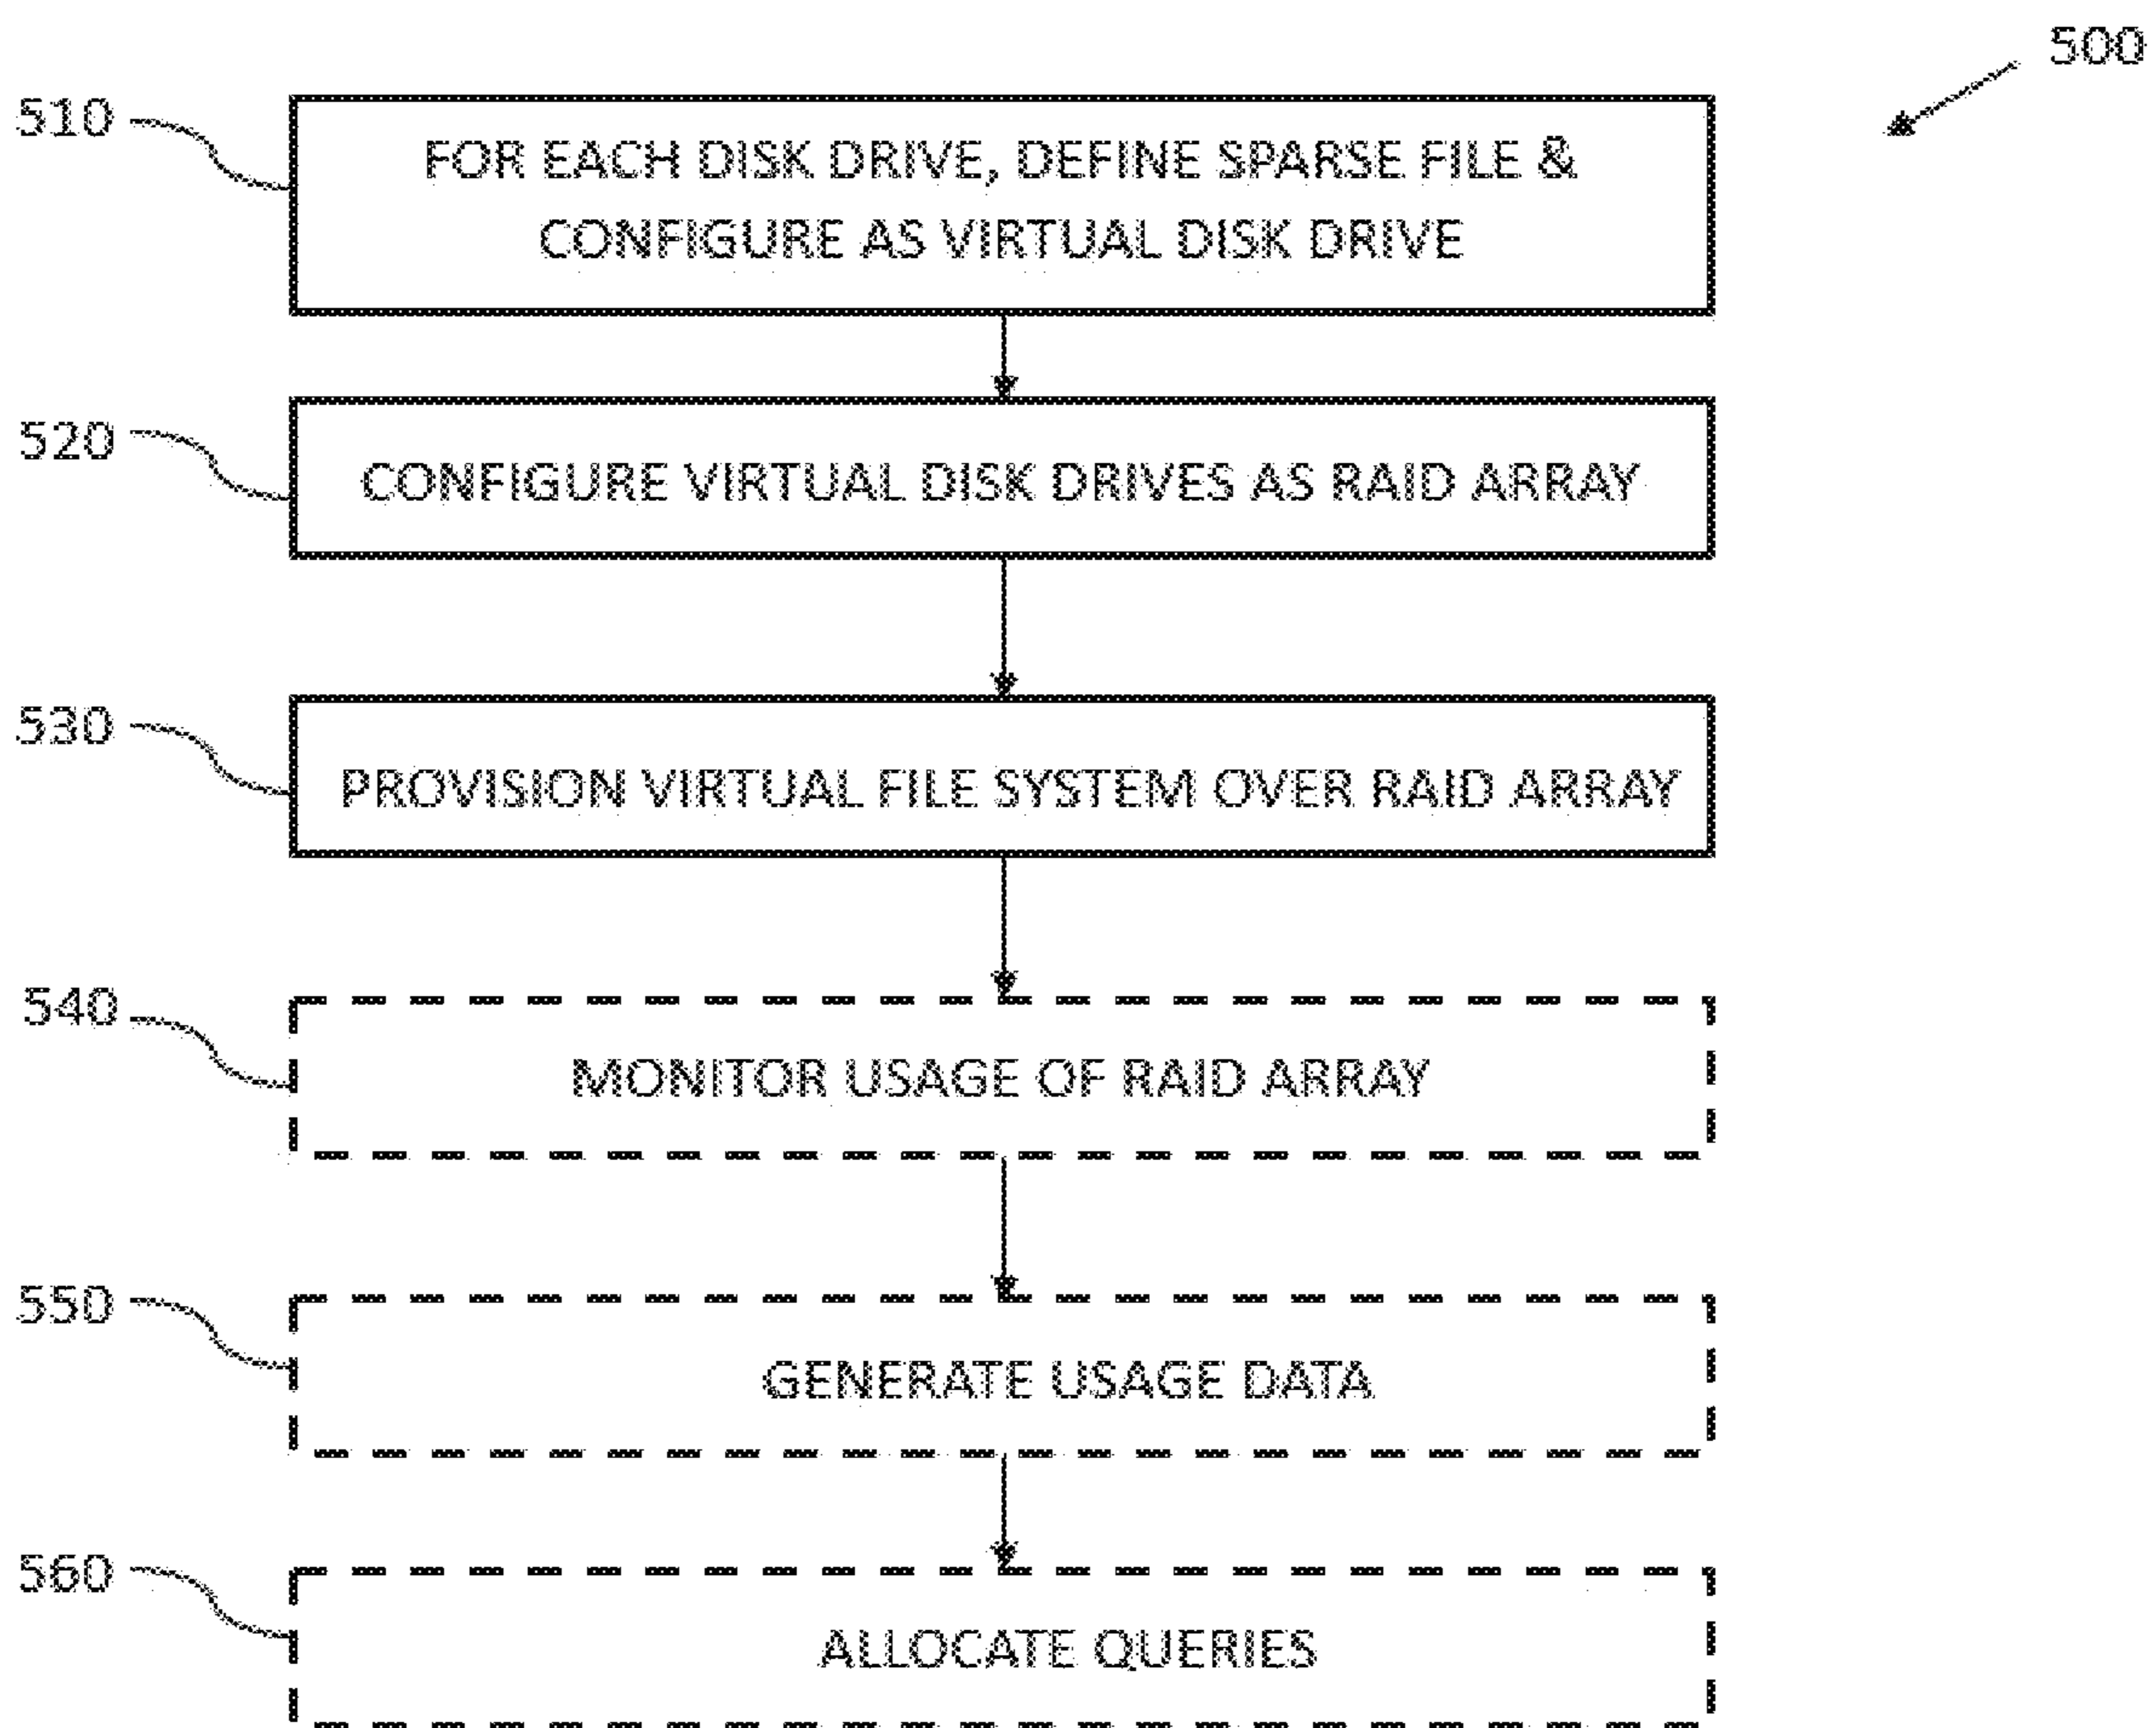 500
510
FOR EACH DISK DRIVE, DEFINE SPARSE FILE &
CONFIGURE AS VIRTUAL DISK DRIVE
520
CONFIGURE VIRTUAL DISK DRIVES AS RAID ARRAY
530
PROVISION VIRTUAL FILE SYSTEM OVER RAID ARRAY
540
MONITOR USAGE OF RAID ARRAY
550
GENERATE USAGE DATA
560
ALLOCATE QUERIES